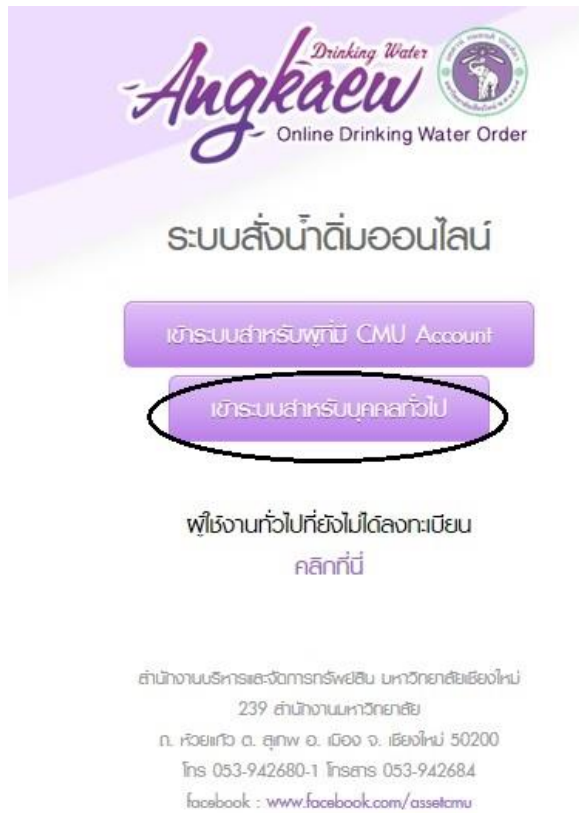 Drinking Water
Angkaew
Online Drinking Water Order
ระบบสั่งน้ำดื่มออนไลน์
เข้าระบบสำหรับผู้ที่มี CMU Account
เข้าระบบสำหรับบุคคลทั่วไป
ผู้ใช้งานทั่วไปที่ยังไม่ได้ลงทะเบียน
คลิกที่นี่
สำนักงานบริหารและจัดการทรัพย์สิน มหาวิทยาลัยเชียงใหม่
239 สำนักงานมหาวิทยาลัย
ถ. ห้วยแก้ว ต. สุเทพ อ. เมือง จ. เชียงใหม่ 50200
โทร 053-942680-1 โทรสาร 053-942684
facebook : www.facebook.com/assetcmu